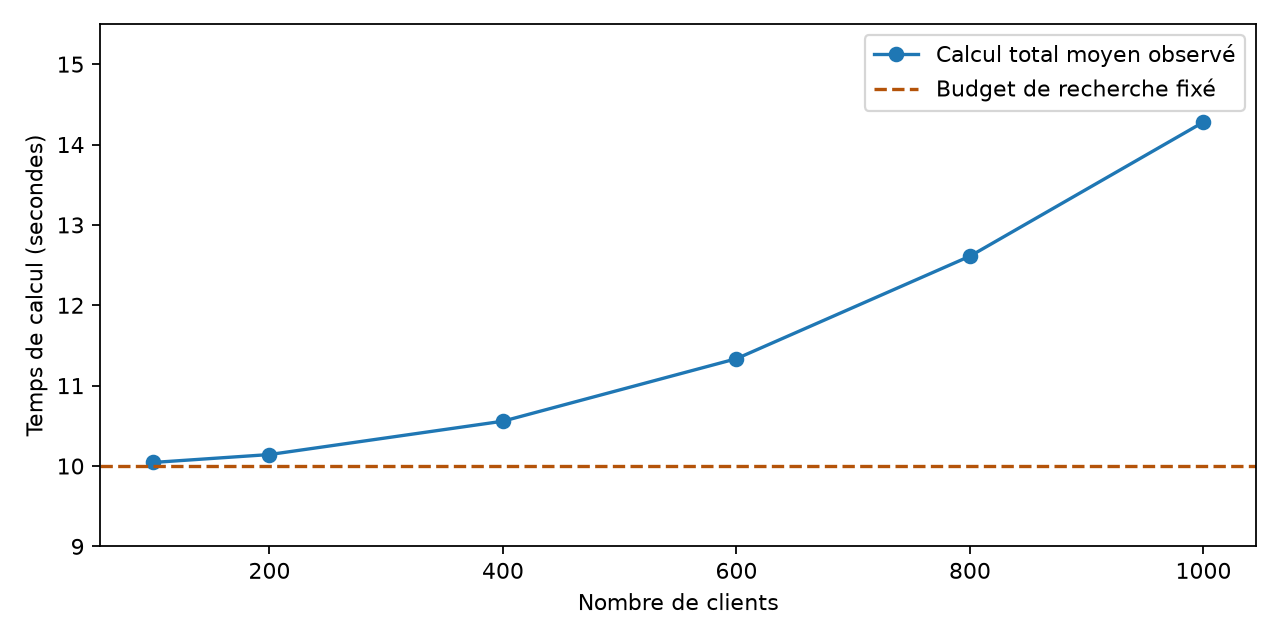 Calcul total moyen observé
Budget de recherche fixé
Temps de calcul (secondes)
15
14
13
12
11
10
9
200 400 600 800 1000
Nombre de clients